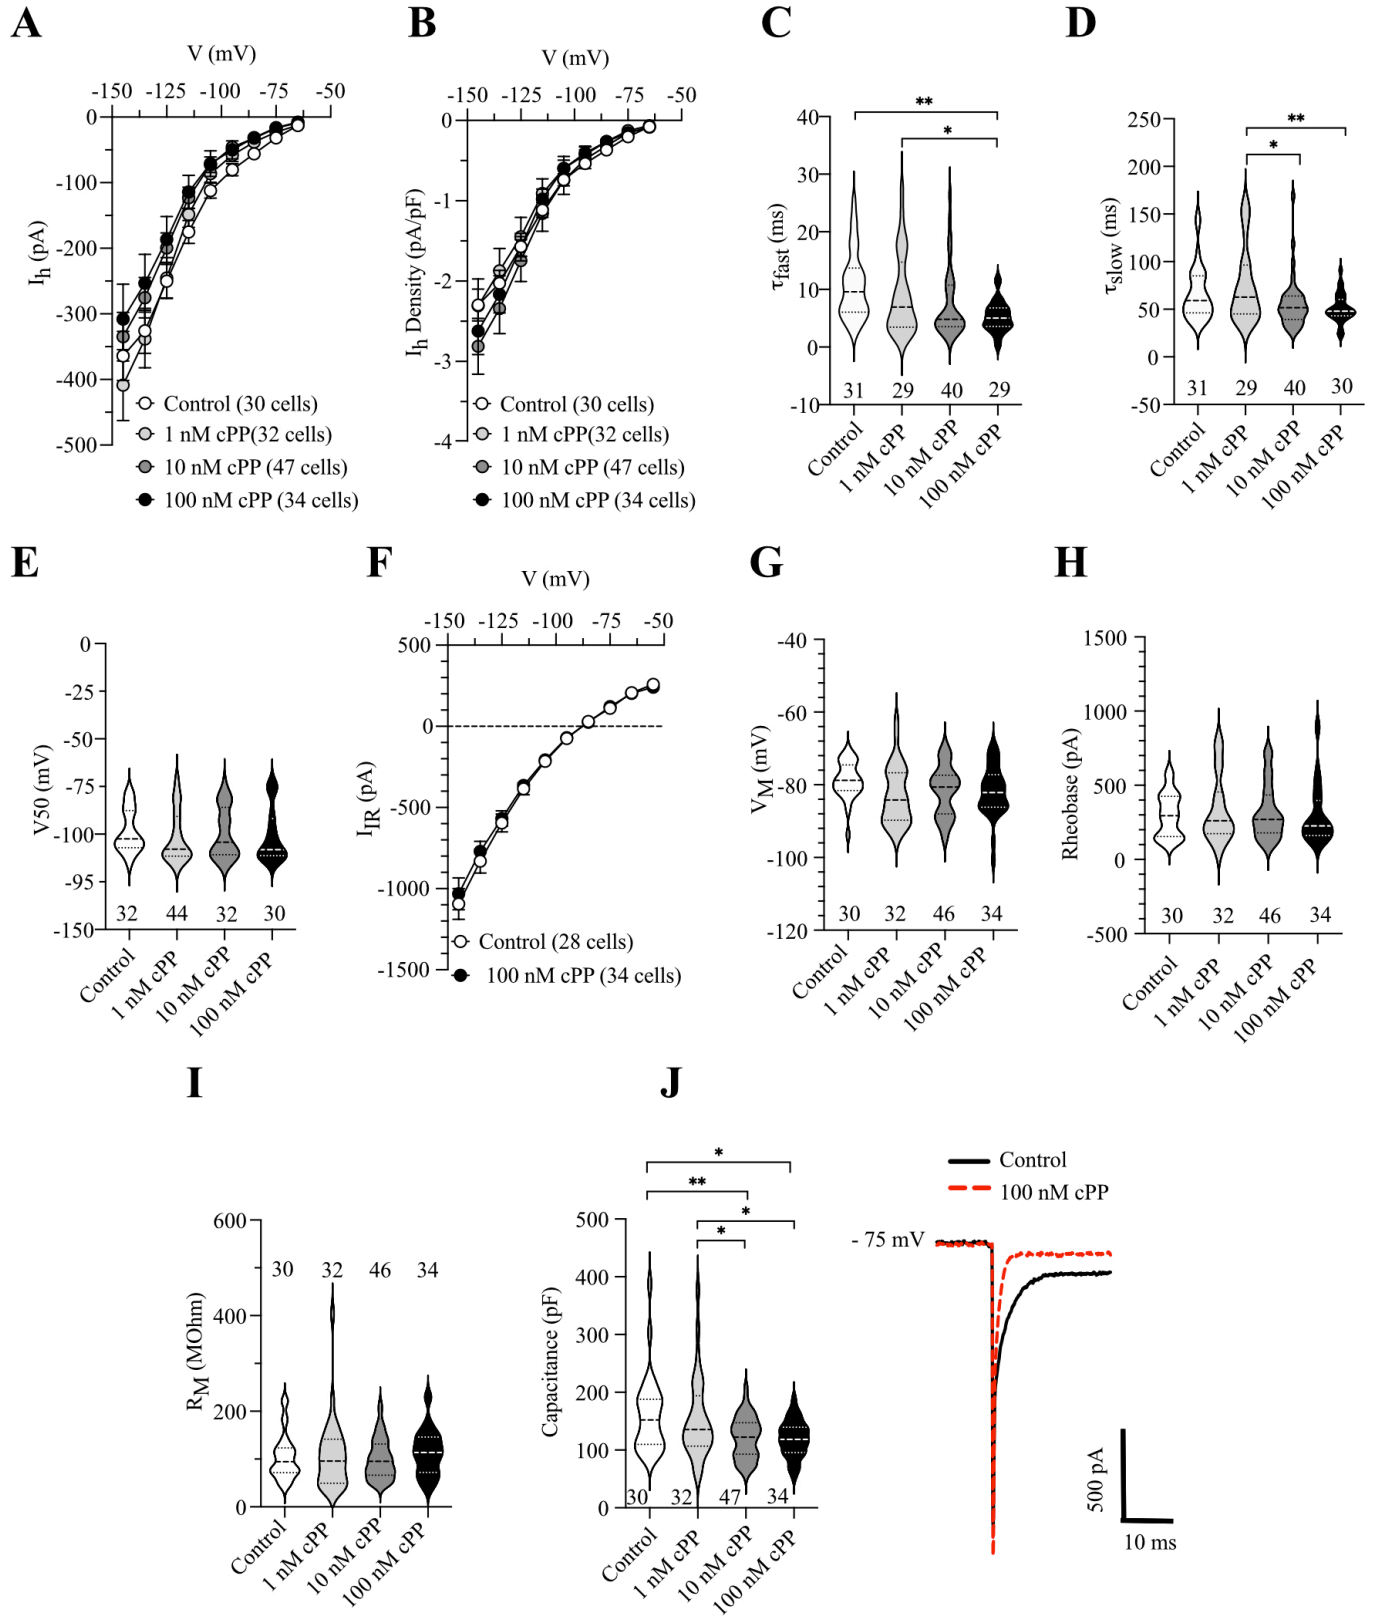 A
B
C
D
V (mV)
-150 -125 -100 -75 -50
0
-100
-200
-300
-400
-500
Ih (pA)
Control (30 cells)
1 nM cPP(32 cells)
10 nM cPP (47 cells)
100 nM cPP (34 cells)
V (mV)
-150 -125 -100 -75 -50
0
-1
-2
-3
-4
Ih Density (pA/pF)
Control (30 cells)
1 nM cPP(32 cells)
10 nM cPP (47 cells)
100 nM cPP (34 cells)
**
*
40
30
20
10
0
-10
τfast (ms)
31 29 40 29
Control 1 nM cPP 10 nM cPP 100 nM cPP
**
*
250
200
150
100
50
0
-50
τslow (ms)
31 29 40 30
Control 1 nM cPP 10 nM cPP 100 nM cPP
E
F
G
H
0
-25
-50
-75
-100
-95
-150
V50 (mV)
32 44 32 30
Control 1 nM cPP 10 nM cPP 100 nM cPP
V (mV)
-150 -125 -100 -75 -50
500
0
-500
-1000
-1500
IIR (pA)
Control (28 cells)
100 nM cPP (34 cells)
-40
-60
-80
-100
-120
VM (mV)
30 32 46 34
Control 1 nM cPP 10 nM cPP 100 nM cPP
1500
1000
500
0
-500
Rheobase (pA)
30 32 46 34
Control 1 nM cPP 10 nM cPP 100 nM cPP
I
J
600
400
200
0
RM (MOhm)
30 32 46 34
Control 1 nM cPP 10 nM cPP 100 nM cPP
*
**
*
*
500
400
300
200
100
0
Capacitance (pF)
30 32 47 34
Control 1 nM cPP 10 nM cPP 100 nM cPP
Control
100 nM cPP
- 75 mV
500 pA
10 ms